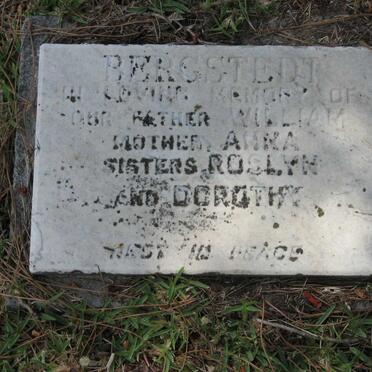 BERGSTEDT
IN LOVING MEMORY OF
OUR FATHER WILLIAM
MOTHER ANNA
SISTERS ROSLYN
AND DOROTHY
REST IN PEACE